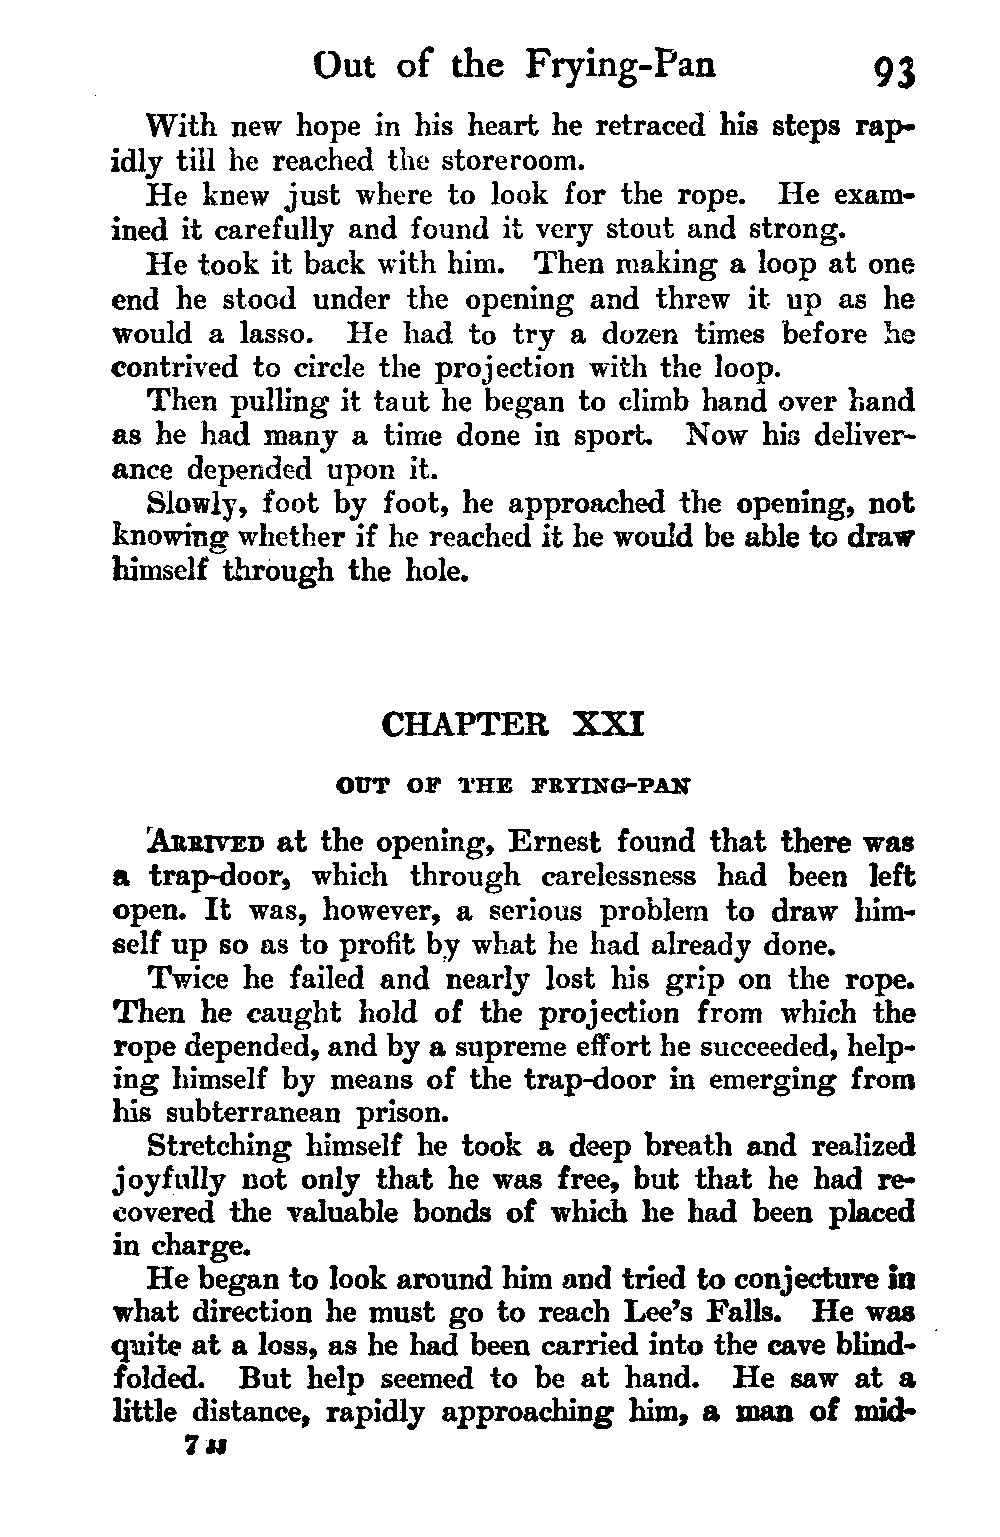 Out of the Frying-Pan 93
With new hope in his heart he retraced his steps rap-
idly till he reached the storeroom.
He knew just where to look for the rope. He exam-
ined it carefully and found it very stout and strong.
He took it back with him. Then making a loop at one
end he stood under the opening and threw it up as he
would a lasso. He had to try a dozen times before he
contrived to circle the projection with the loop.
Then pulling it taut he began to climb hand over hand
as he had many a time done in sport. Now his deliver-
ance depended upon it.
Slowly, foot by foot, he approached the opening, not
knowing whether if he reached it he would be able to draw
himself through the hole.
CHAPTER XXI
OUT OF THE FRYING-PAN
ARRIVED at the opening, Ernest found that there was
a trap-door, which through carelessness had been left
open. It was, however, a serious problem to draw him-
self up so as to profit by what he had already done.
Twice he failed and nearly lost his grip on the rope.
Then he caught hold of the projection from which the
rope depended, and by a supreme effort he succeeded, help-
ing himself by means of the trap-door in emerging from
his subterranean prison.
Stretching himself he took a deep breath and realized
joyfully not only that he was free, but that he had re-
covered the valuable bonds of which he had been placed
in charge.
He began to look around him and tried to conjecture in
what direction he must go to reach Lee's Falls. He was
quite at a loss, as he had been carried into the cave blind-
folded. But help seemed to be at hand. He saw at a
little distance, rapidly approaching him, a man of mid-
7